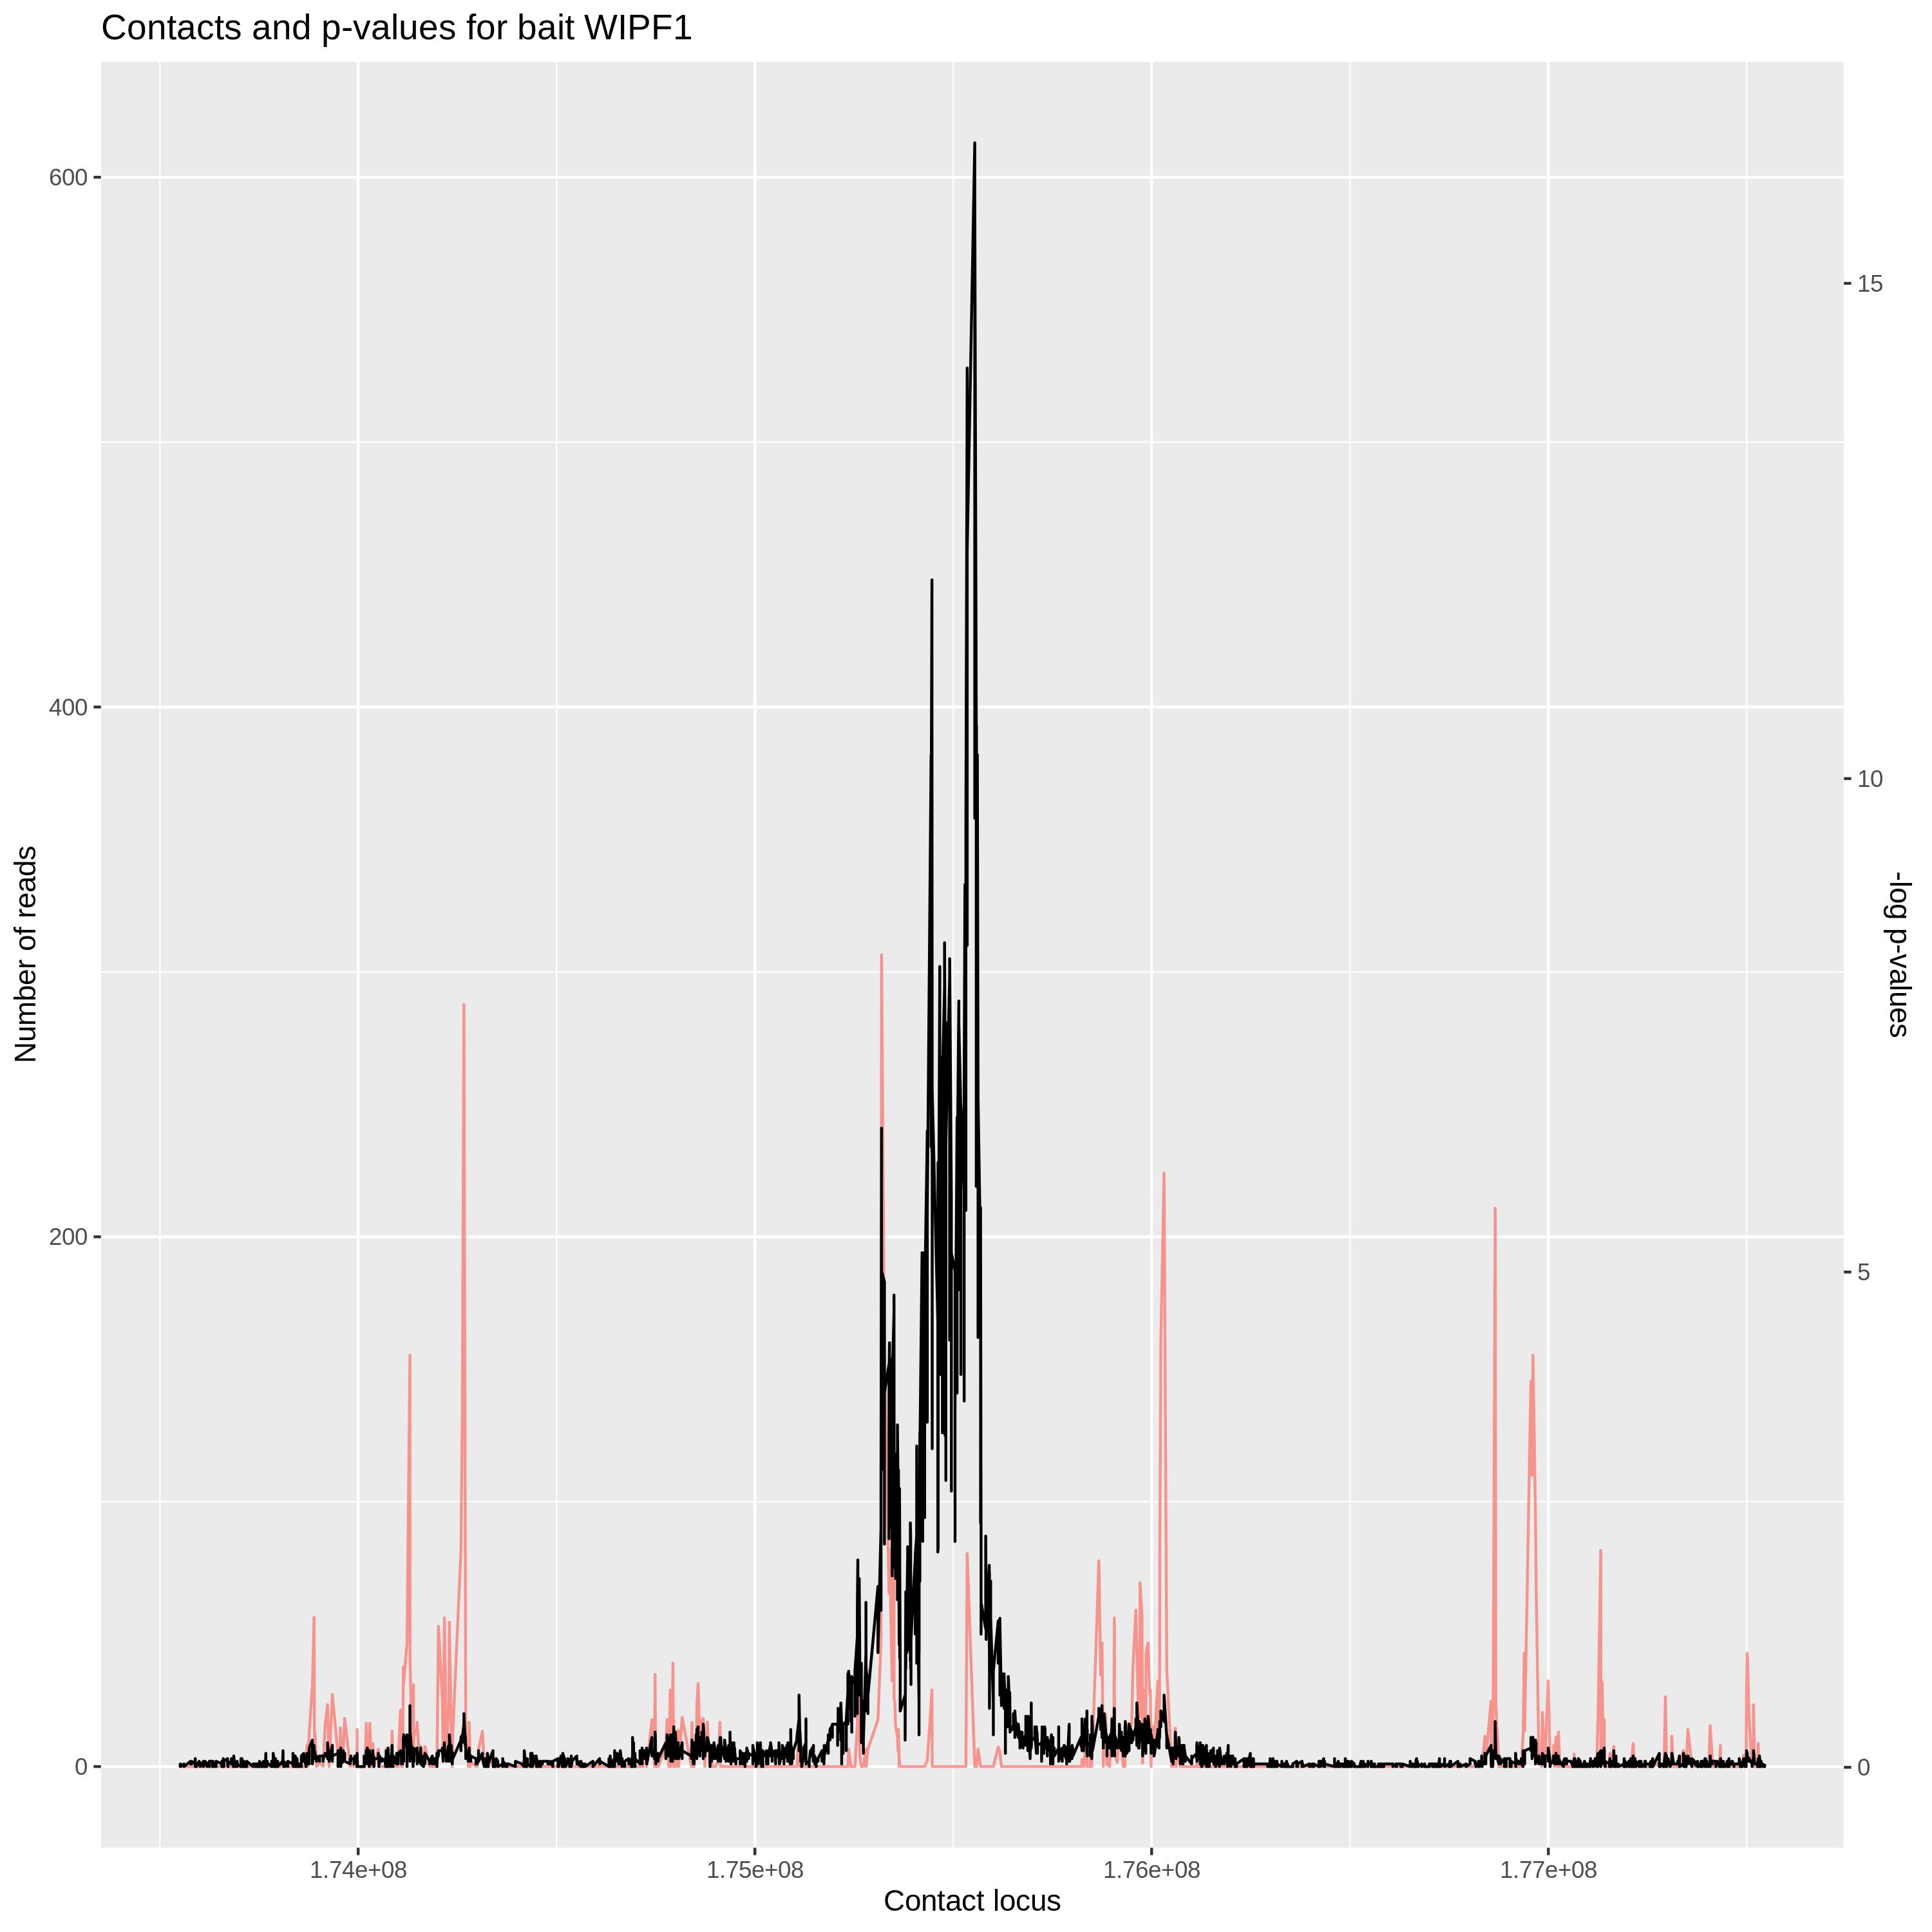 Contacts and p-values for bait WIPF1
600
400
200
0
Number of reads
15
10
5
0
-log p-values
1.74e+08
1.75e+08
1.76e+08
1.77e+08
Contact locus